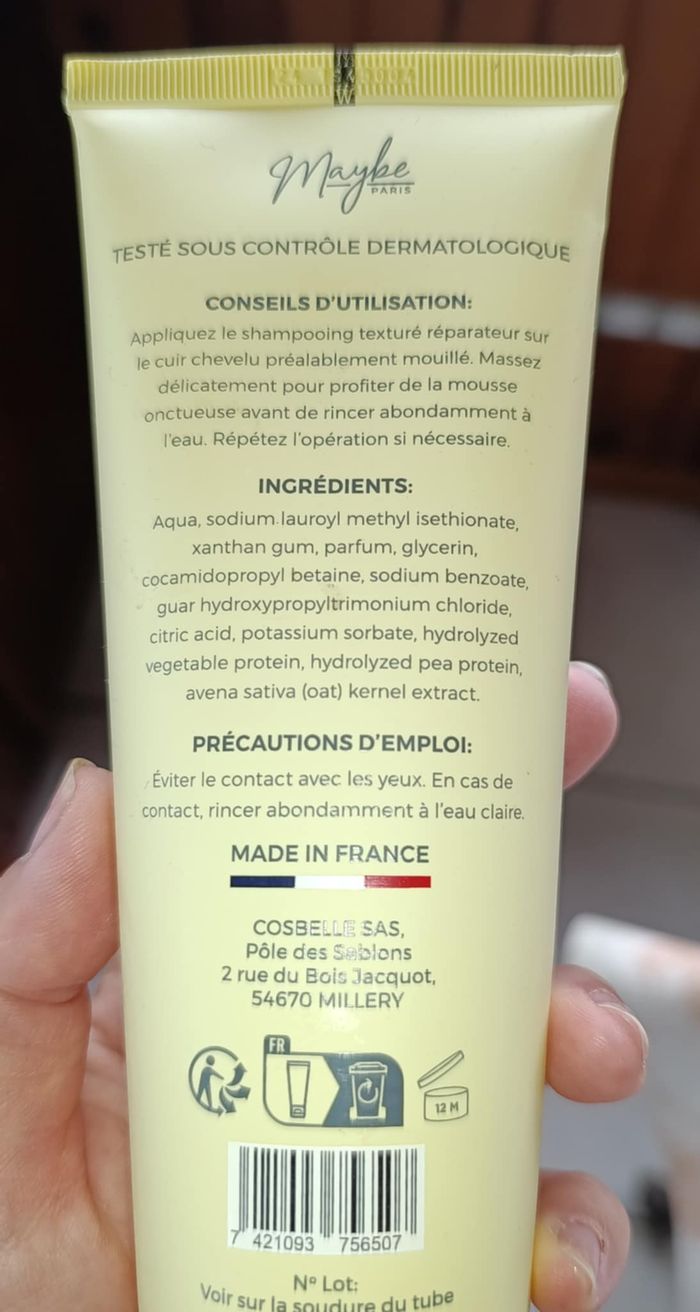 Maybe
PARIS
TESTÉ SOUS CONTRÔLE DERMATOLOGIQUE
CONSEILS D'UTILISATION:
Appliquez le shampooing texturé réparateur sur
le cuir chevelu préalablement mouillé. Massez
délicatement pour profiter de la mousse
onctueuse avant de rincer abondamment à
l'eau. Répétez l'opération si nécessaire.
INGRÉDIENTS:
Aqua, sodium lauroyl methyl isethionate,
xanthan gum, parfum, glycerin,
cocamidopropyl betaine, sodium benzoate,
guar hydroxypropyltrimonium chloride,
citric acid, potassium sorbate, hydrolyzed
vegetable protein, hydrolyzed pea protein,
avena sativa (oat) kernel extract.
PRÉCAUTIONS D'EMPLOI:
Éviter le contact avec les yeux. En cas de
contact, rincer abondamment à l'eau claire.
MADE IN FRANCE
COSBELLE SAS,
Pôle des Sablons
2 rue du Bois Jacquot,
54670 MILLERY
FR
12 M
7 421093 756507
Nº Lot:
Voir sur la soudure du tube